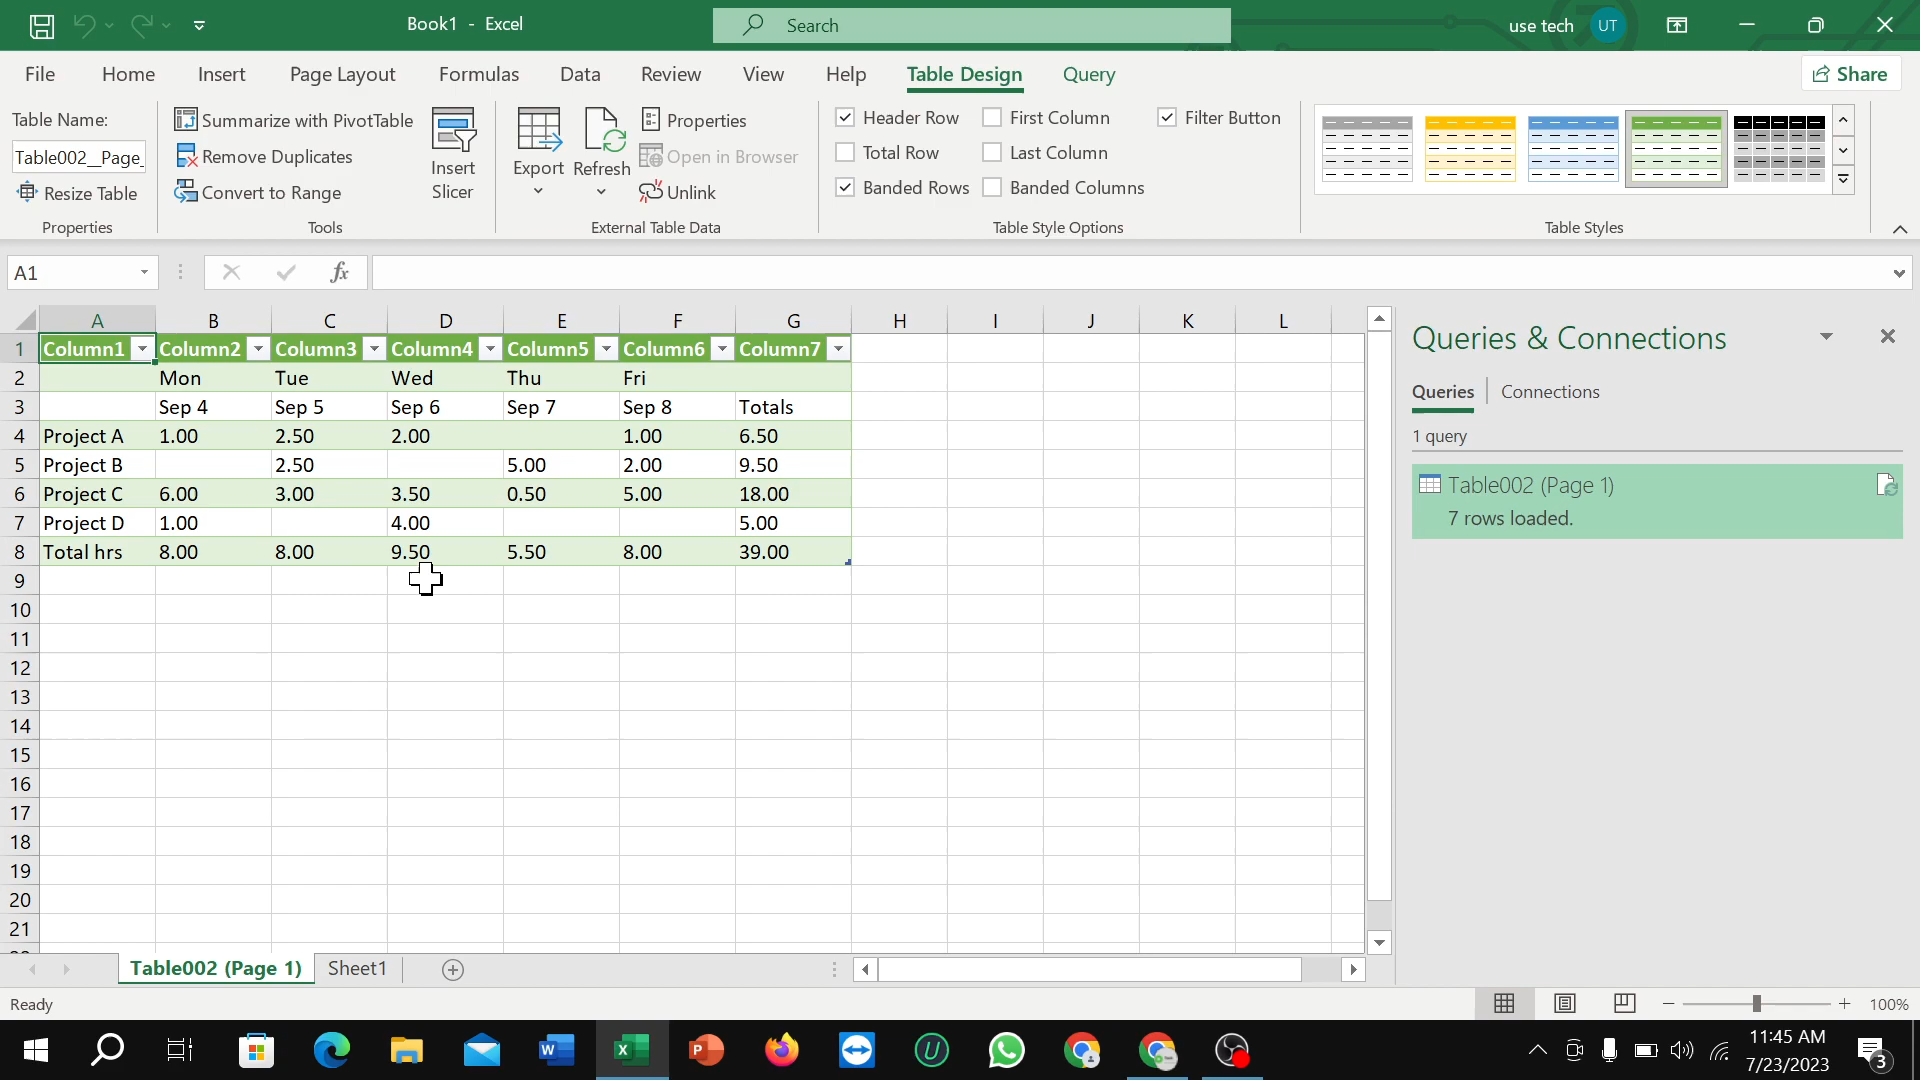 Book1 - Excel
Search
use tech
UT
File Home Insert Page Layout Formulas Data Review View Help Table Design Query
Share
Table Name:
Table002__Page_
Resize Table
Properties
Summarize with PivotTable
Remove Duplicates
Convert to Range
Tools
Insert
Slicer
Export
Refresh
Properties
Open in Browser
Unlink
External Table Data
Header Row First Column Filter Button
Total Row Last Column
Banded Rows Banded Columns
Table Style Options
Table Styles
A1
fx
A B C D E F G H I J K L
1 Column1 Column2 Column3 Column4 Column5 Column6 Column7
2 Mon Tue Wed Thu Fri
3 Sep 4 Sep 5 Sep 6 Sep 7 Sep 8 Totals
4 Project A 1.00 2.50 2.00 1.00 6.50
5 Project B 2.50 5.00 2.00 9.50
6 Project C 6.00 3.00 3.50 0.50 5.00 18.00
7 Project D 1.00 4.00 5.00
8 Total hrs 8.00 8.00 9.50 5.50 8.00 39.00
9
10
11
12
13
14
15
16
17
18
19
20
21
Queries & Connections
Queries Connections
1 query
Table002 (Page 1)
7 rows loaded.
Table002 (Page 1) Sheet1
Ready
100%
W
X
P
U
11:45 AM
7/23/2023
3